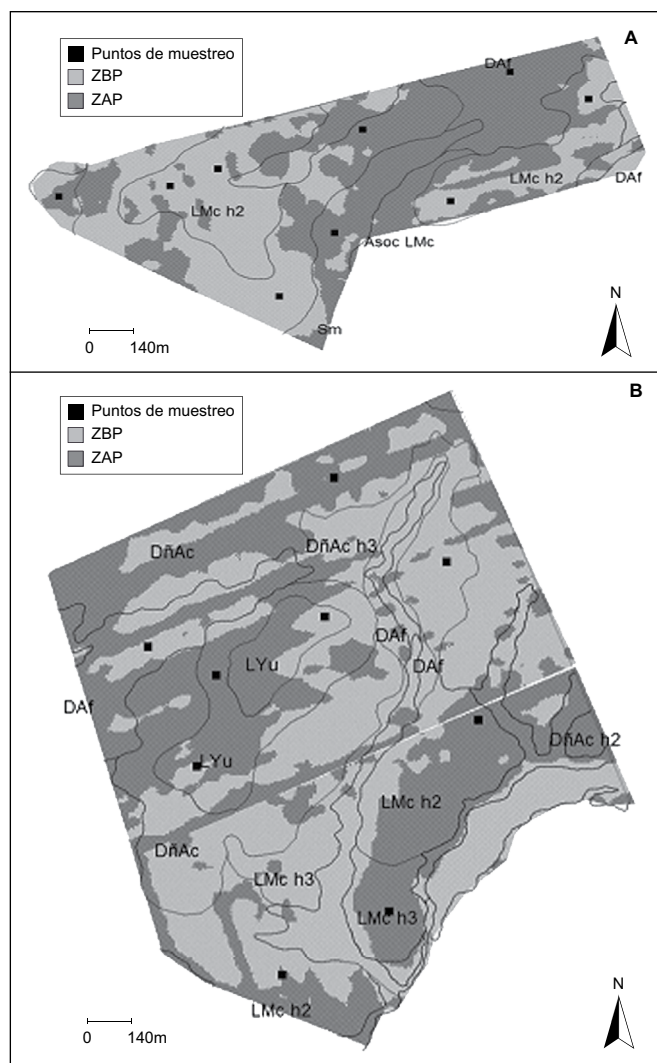 A
Puntos de muestreo
ZBP
ZAP
DAf
LMc h2
LMc h2
DAf
Asoc LMc
Sm
N
0 140m
B
Puntos de muestreo
ZBP
ZAP
DñAc
DñAc h3
DAf
LYu
DAf
DAf
LYu
DñAc h2
LMc h2
DñAc
LMc h3
LMc h3
LMc h2
N
0 140m